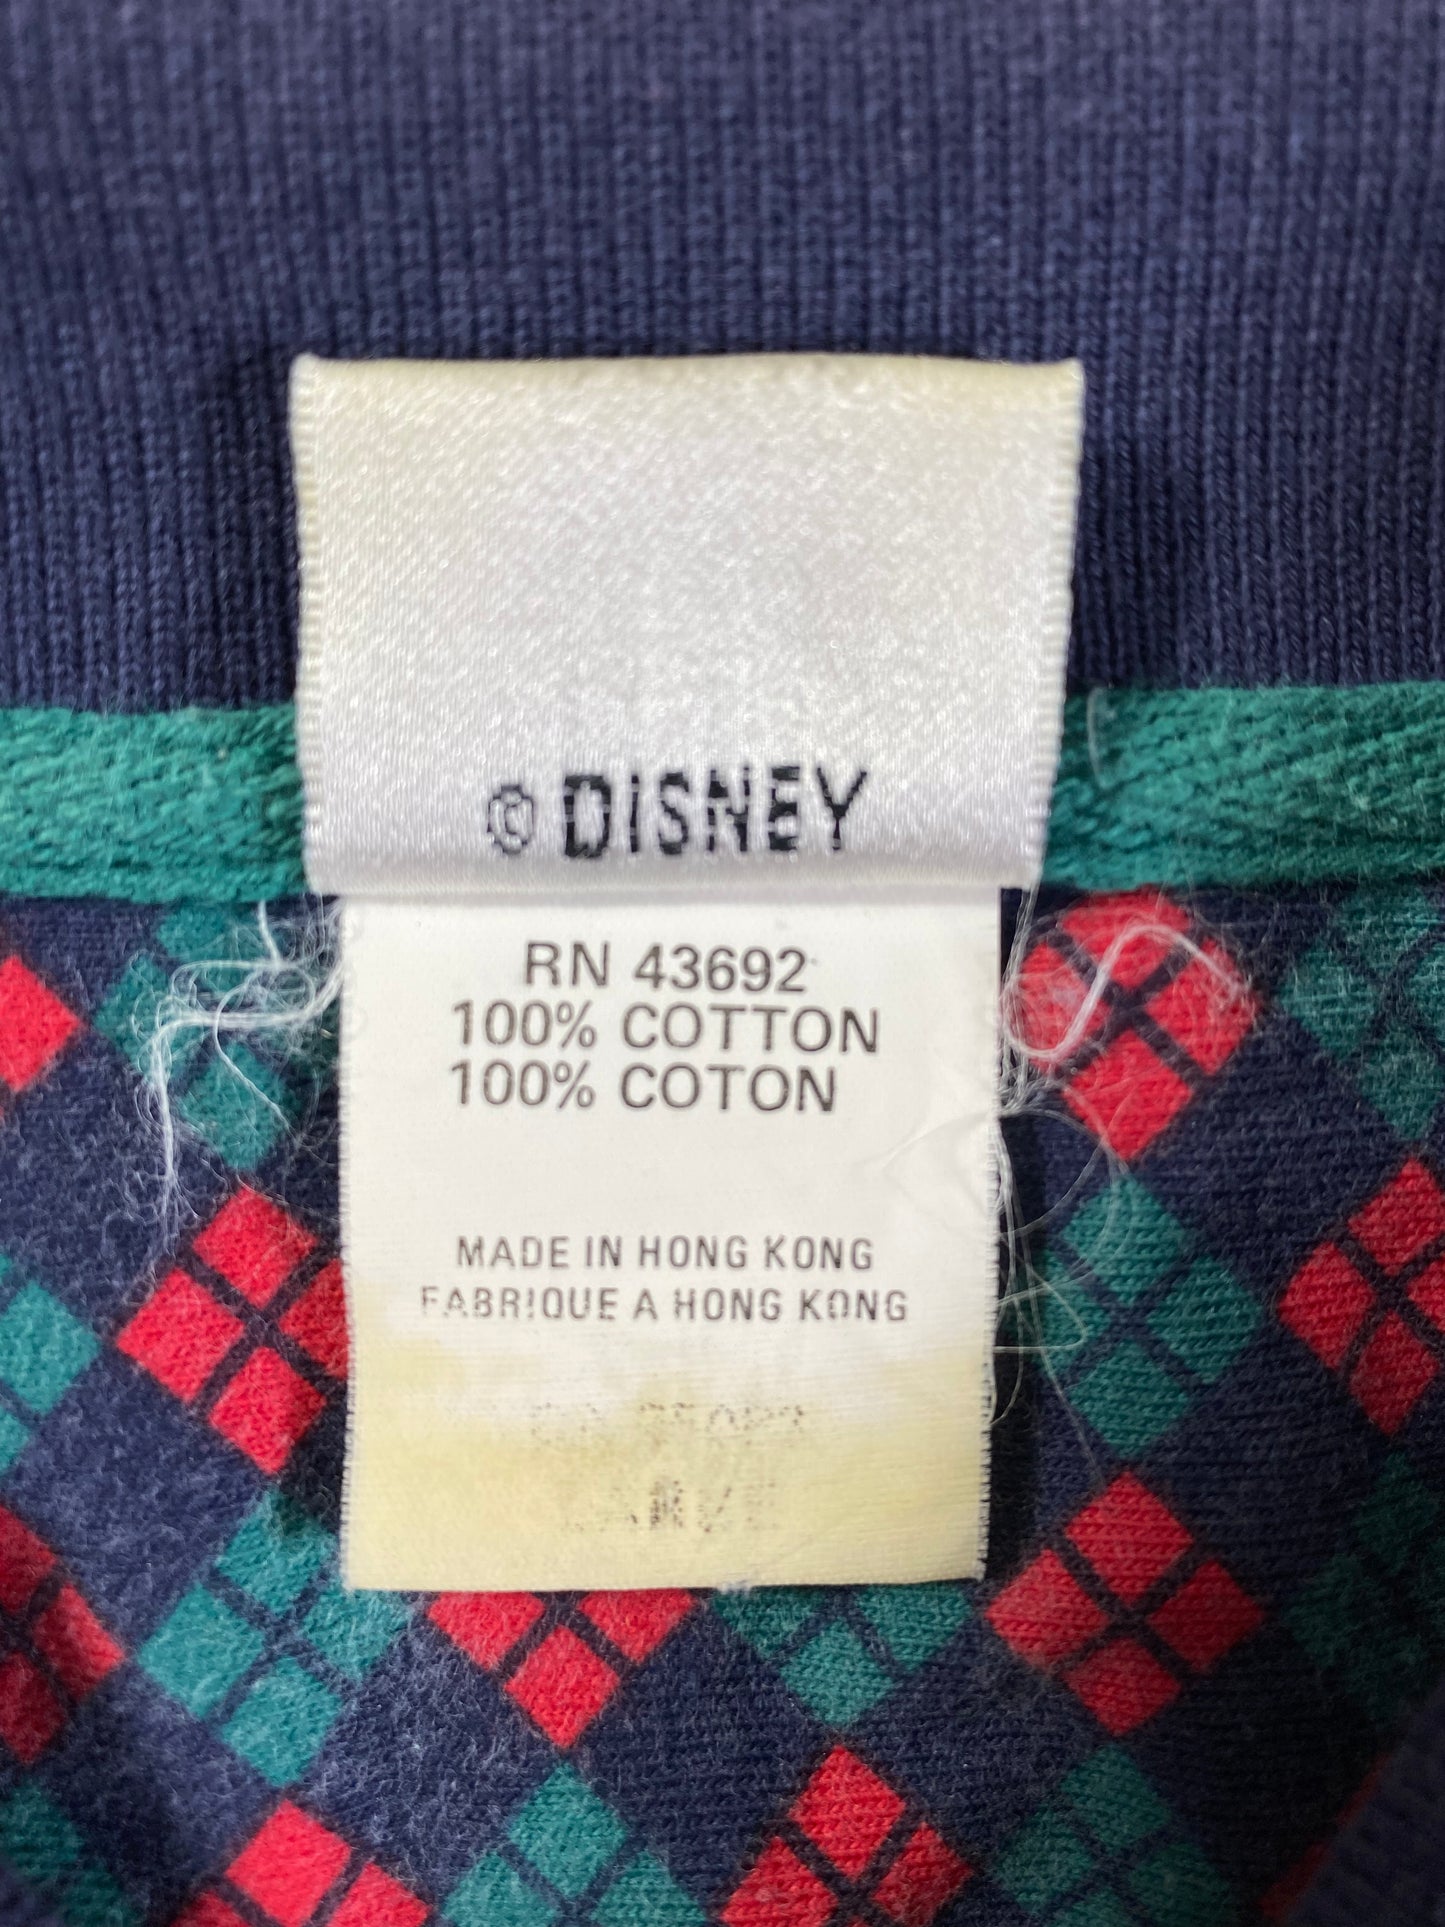 © DISNEY
RN 43692
100% COTTON
100% COTON
MADE IN HONG KONG
FABRIQUE A HONG KONG